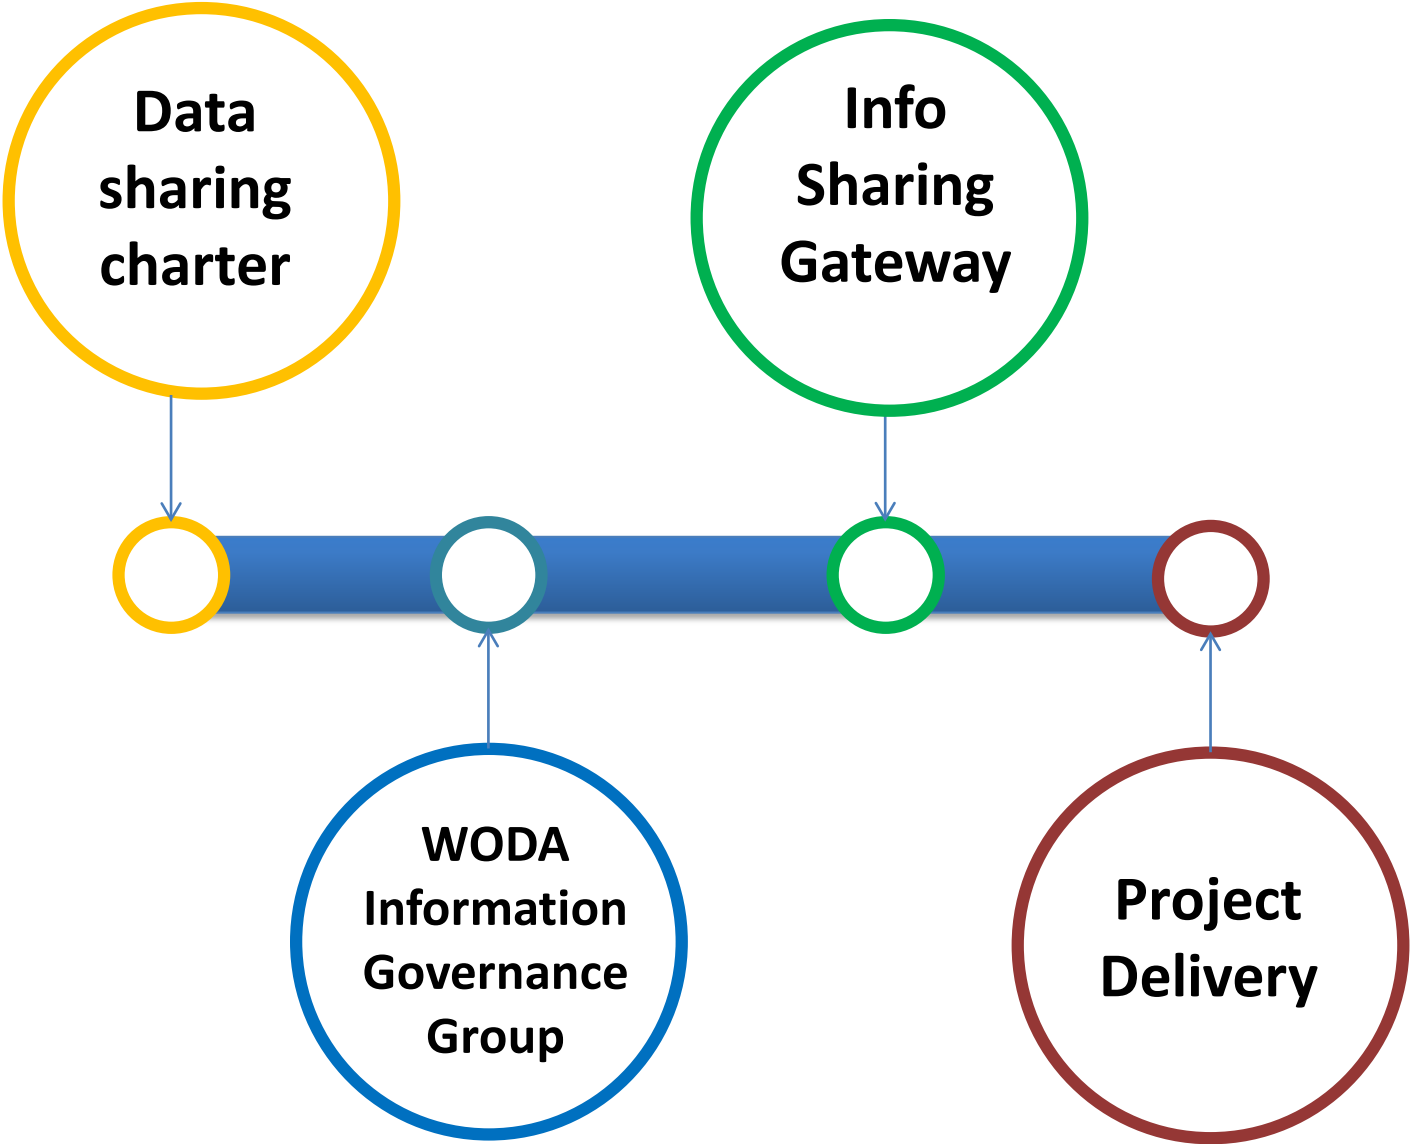 Data
sharing
charter
Info
Sharing
Gateway
WODA
Information
Governance
Group
Project
Delivery